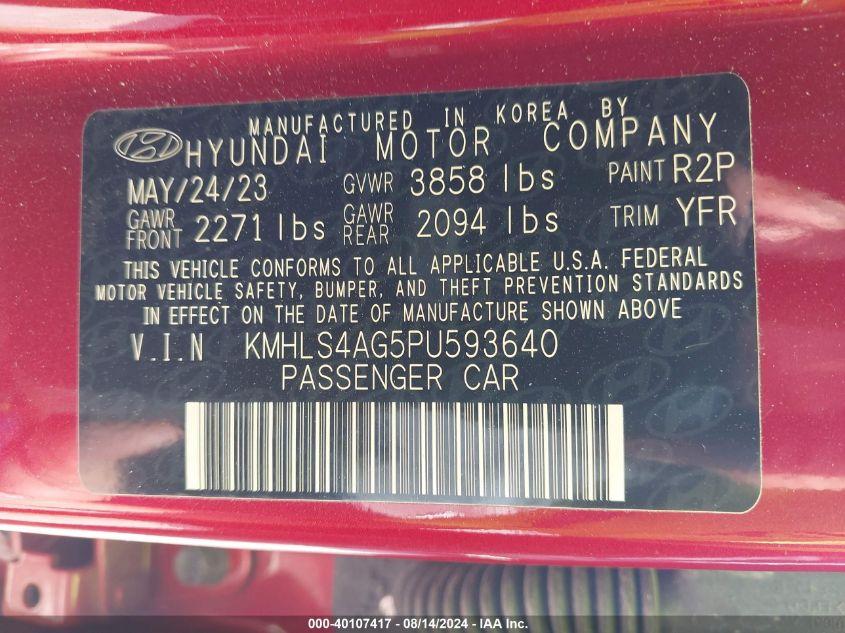 MANUFACTURED IN KOREA BY
HYUNDAI MOTOR COMPANY
MAY/24/23 GVWR 3858 lbs PAINT R2P
GAWR FRONT 2271 lbs GAWR REAR 2094 lbs TRIM YFR
THIS VEHICLE CONFORMS TO ALL APPLICABLE U.S.A. FEDERAL
MOTOR VEHICLE SAFETY, BUMPER, AND THEFT PREVENTION STANDARDS
IN EFFECT ON THE DATE OF MANUFACTURE SHOWN ABOVE
V.I.N KMHLS4AG5PU593640
PASSENGER CAR
000-40107417 - 08/14/2024 - IAA Inc.